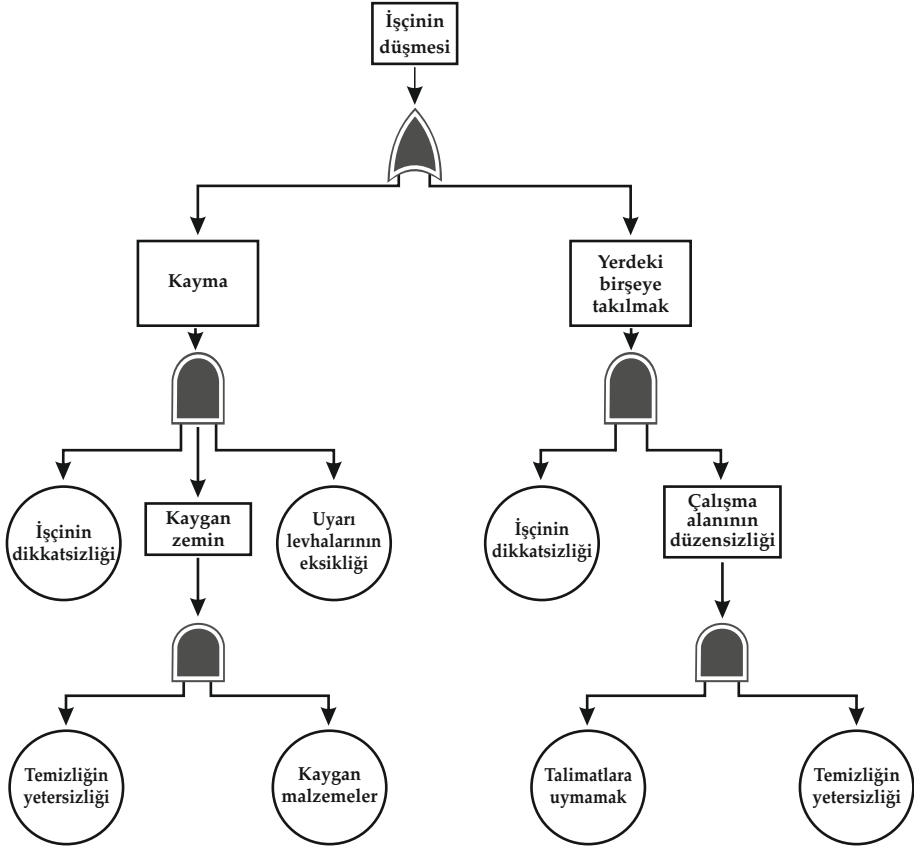 İşçinin
düşmesi
Kayma
Yerdeki
birşeye
takılmak
İşçinin
dikkatsizliği
Kaygan
zemin
Uyarı
levhalarının
eksikliği
İşçinin
dikkatsizliği
Çalışma
alanının
düzensizliği
Temizliğin
yetersizliği
Kaygan
malzemeler
Talimatlara
uymamak
Temizliğin
yetersizliği